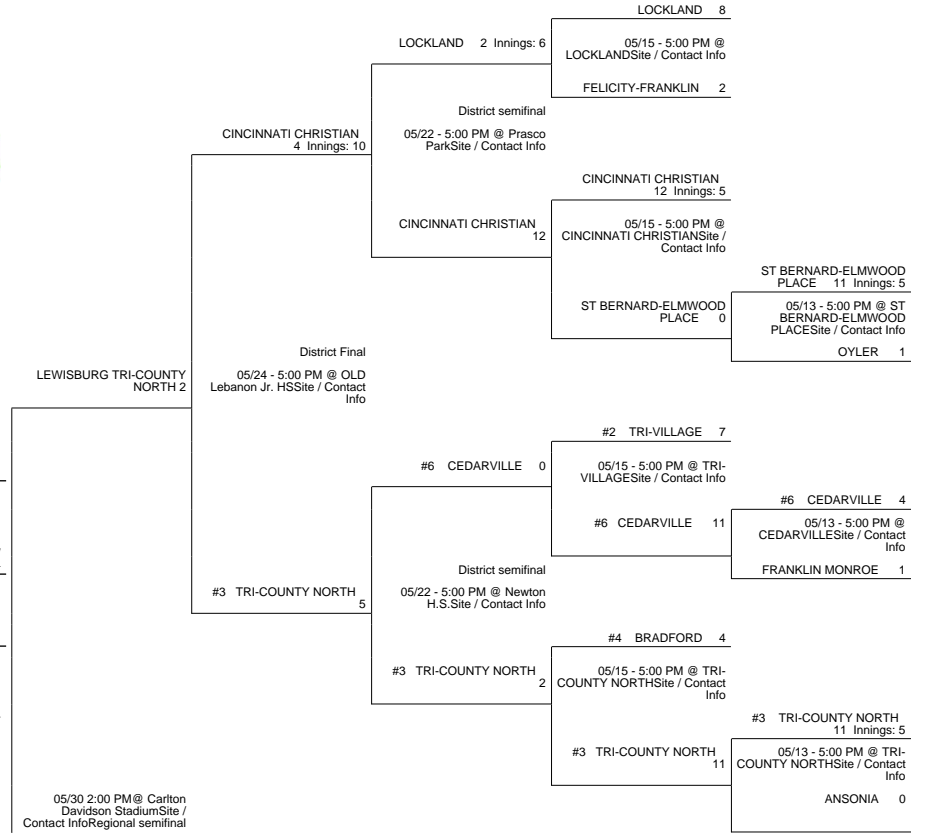 LOCKLAND 8
LOCKLAND 2 Innings: 6
05/15 - 5:00 PM @
LOCKLANDSite / Contact Info
FELICITY-FRANKLIN 2
District semifinal
05/22 - 5:00 PM @ Prasco
ParkSite / Contact Info
CINCINNATI CHRISTIAN
4 Innings: 10
CINCINNATI CHRISTIAN
12 Innings: 5
CINCINNATI CHRISTIAN
12
05/15 - 5:00 PM @
CINCINNATI CHRISTIANSite /
Contact Info
ST BERNARD-ELMWOOD
PLACE 11 Innings: 5
ST BERNARD-ELMWOOD
PLACE 0
05/13 - 5:00 PM @ ST
BERNARD-ELMWOOD
PLACESite / Contact Info
OYLER 1
District Final
05/24 - 5:00 PM @ OLD
Lebanon Jr. HSSite / Contact
Info
LEWISBURG TRI-COUNTY
NORTH 2
#2 TRI-VILLAGE 7
#6 CEDARVILLE 0
05/15 - 5:00 PM @ TRI-
VILLAGESite / Contact Info
#6 CEDARVILLE 4
#6 CEDARVILLE 11
05/13 - 5:00 PM @
CEDARVILLESite / Contact
Info
FRANKLIN MONROE 1
District semifinal
05/22 - 5:00 PM @ Newton
H.S.Site / Contact Info
#3 TRI-COUNTY NORTH
5
#4 BRADFORD 4
#3 TRI-COUNTY NORTH
2
05/15 - 5:00 PM @ TRI-
COUNTY NORTHSite / Contact
Info
#3 TRI-COUNTY NORTH
11 Innings: 5
#3 TRI-COUNTY NORTH
11
05/13 - 5:00 PM @ TRI-
COUNTY NORTHSite / Contact
Info
ANSONIA 0
05/30 2:00 PM@ Carlton
Davidson StadiumSite /
Contact InfoRegional semifinal